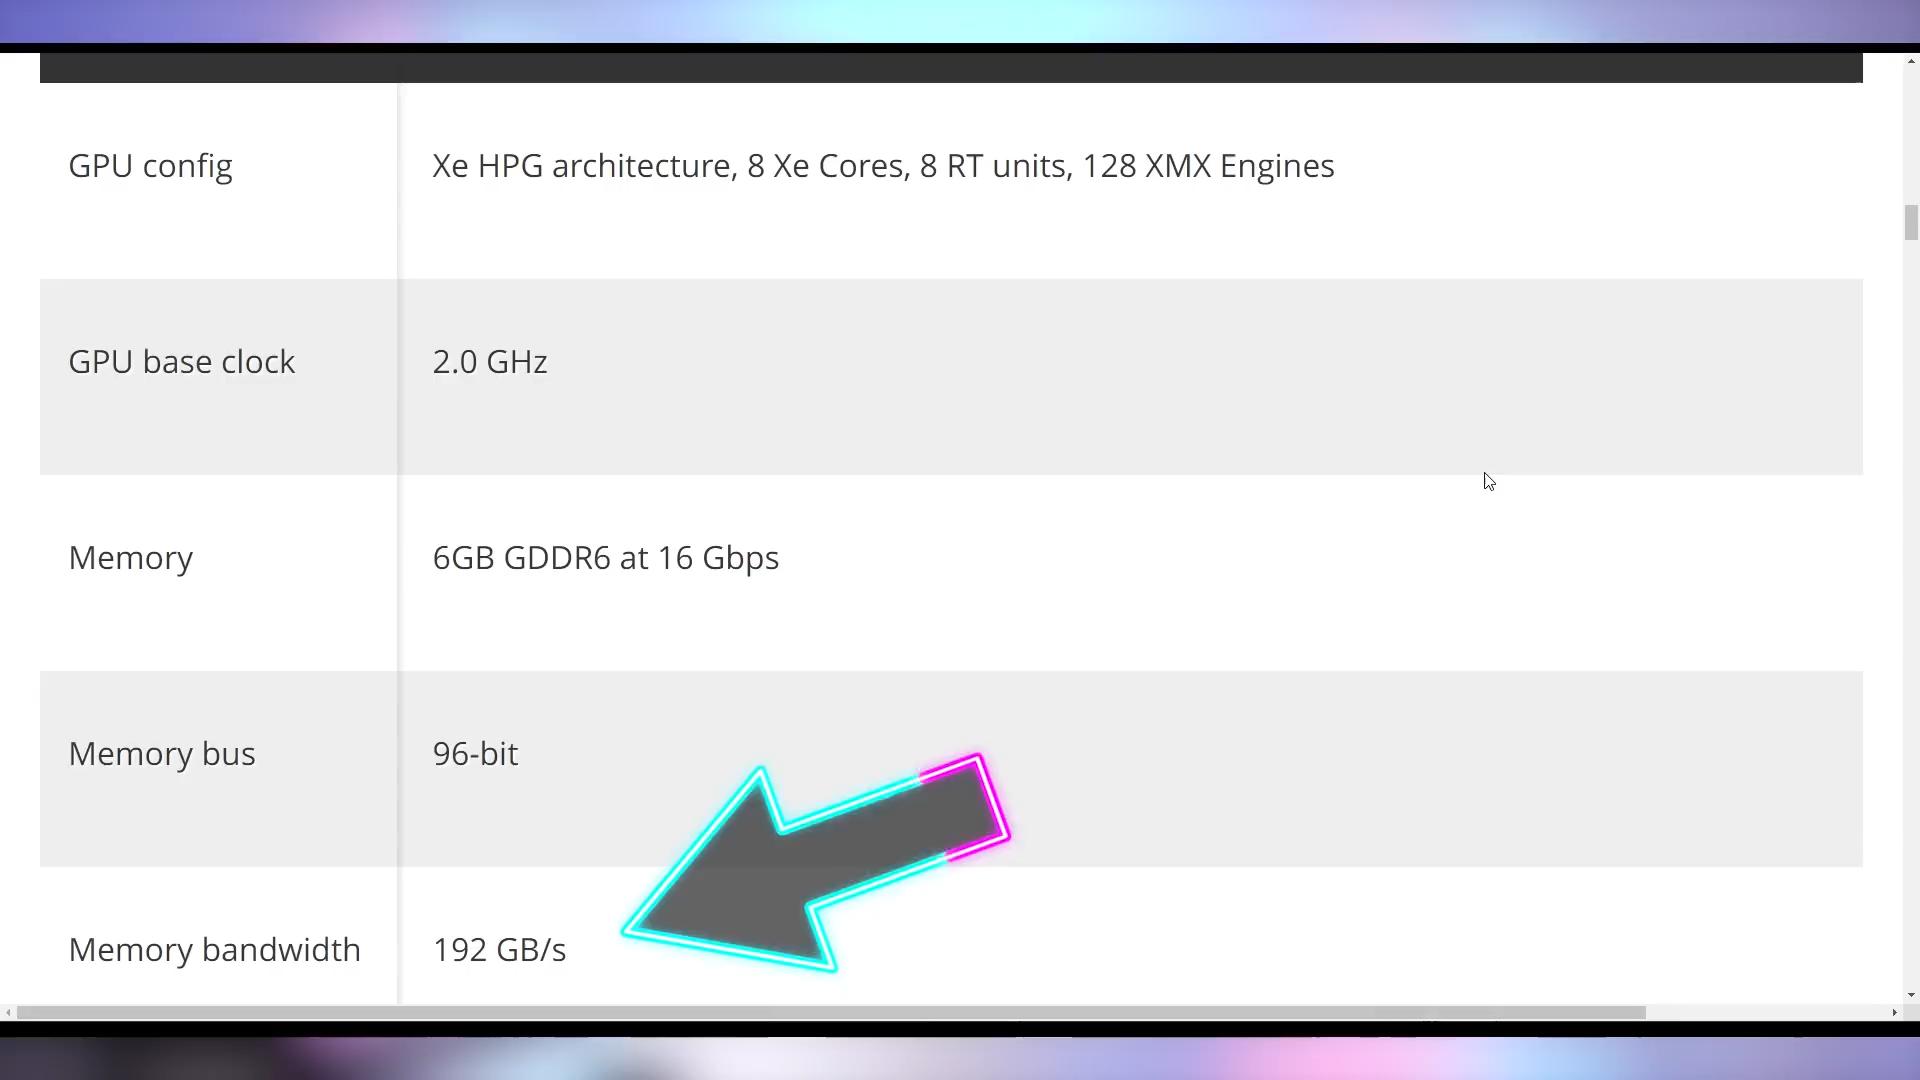 GPU config
Xe HPG architecture, 8 Xe Cores, 8 RT units, 128 XMX Engines
GPU base clock
2.0 GHz
Memory
6GB GDDR6 at 16 Gbps
Memory bus
96-bit
Memory bandwidth
192 GB/s